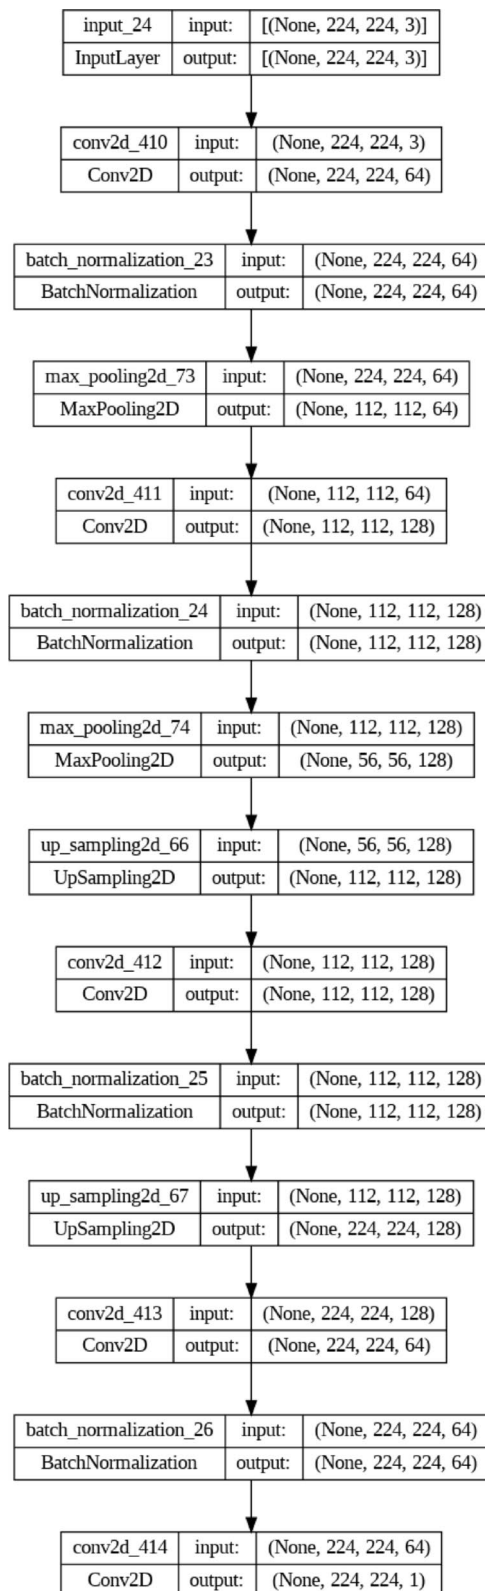 input_24 input: [(None, 224, 224, 3)]
InputLayer output: [(None, 224, 224, 3)]
conv2d_410 input: (None, 224, 224, 3)
Conv2D output: (None, 224, 224, 64)
batch_normalization_23 input: (None, 224, 224, 64)
BatchNormalization output: (None, 224, 224, 64)
max_pooling2d_73 input: (None, 224, 224, 64)
MaxPooling2D output: (None, 112, 112, 64)
conv2d_411 input: (None, 112, 112, 64)
Conv2D output: (None, 112, 112, 128)
batch_normalization_24 input: (None, 112, 112, 128)
BatchNormalization output: (None, 112, 112, 128)
max_pooling2d_74 input: (None, 112, 112, 128)
MaxPooling2D output: (None, 56, 56, 128)
up_sampling2d_66 input: (None, 56, 56, 128)
UpSampling2D output: (None, 112, 112, 128)
conv2d_412 input: (None, 112, 112, 128)
Conv2D output: (None, 112, 112, 128)
batch_normalization_25 input: (None, 112, 112, 128)
BatchNormalization output: (None, 112, 112, 128)
up_sampling2d_67 input: (None, 112, 112, 128)
UpSampling2D output: (None, 224, 224, 128)
conv2d_413 input: (None, 224, 224, 128)
Conv2D output: (None, 224, 224, 64)
batch_normalization_26 input: (None, 224, 224, 64)
BatchNormalization output: (None, 224, 224, 64)
conv2d_414 input: (None, 224, 224, 64)
Conv2D output: (None, 224, 224, 1)